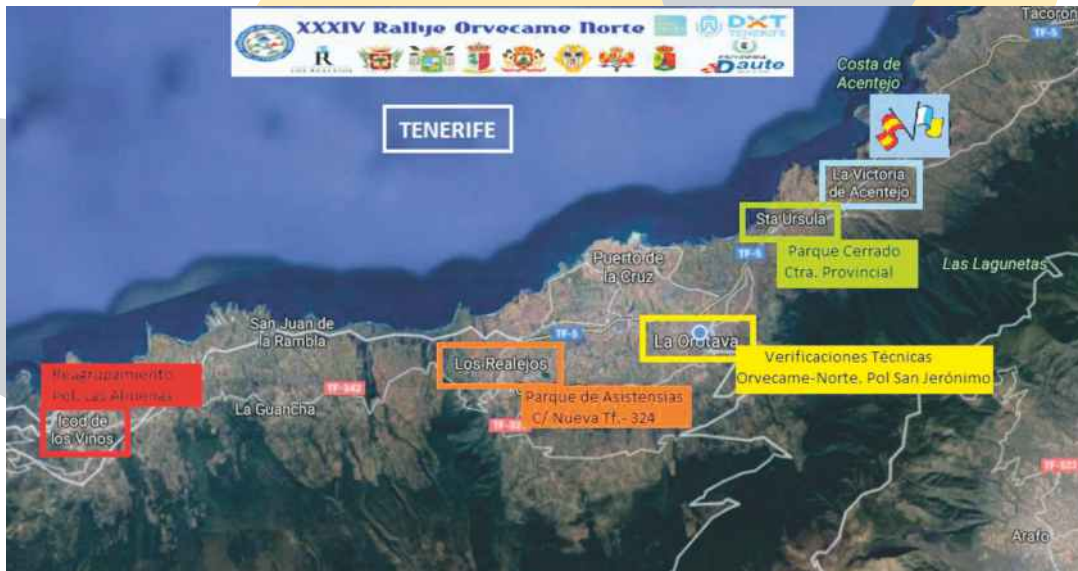 XXXIV Rallye Orvecame Norte
DXT
TENERIFE
LOS REALEJOS
Dauto
TENERIFE
Tacoron
TF-5
Costa de
Acentejo
La Victoria
de Acentejo
Sta Ursula
Parque Cerrado
Ctra. Provincial
TF-5
Las Lagunetas
Puerto de
la Cruz
San Juan de
la Rambla
TF-5
La Orotava
Verificaciones Técnicas
Orvecame-Norte. Pol San Jerónimo
Los Realejos
Parque de Asistensias
C/ Nueva Tf.- 324
TF-342
La Guancha
Reagrupamiento
Pol. Las Almenas
Icod de
los Vinos
TF-523
Arafo